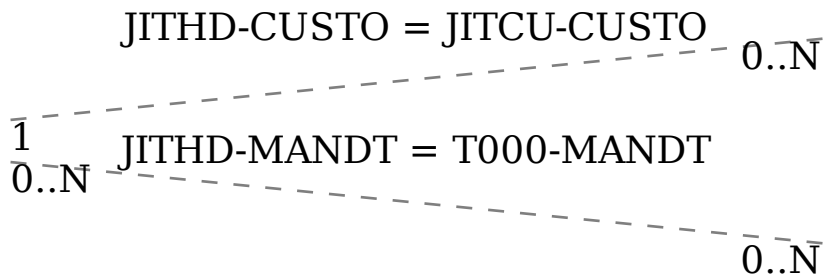 JITHD-CUSTO = JITCU-CUSTO
0..N
1
JITHD-MANDT = T000-MANDT
0..N
0..N